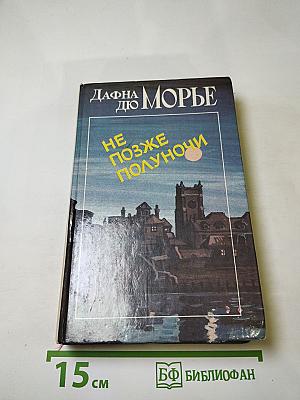 ДАФНА
ДЮ МОРЬЕ
НЕ
ПОЗЖЕ
ПОЛУНОЧИ
15 см
БФ БИБЛИОФАН